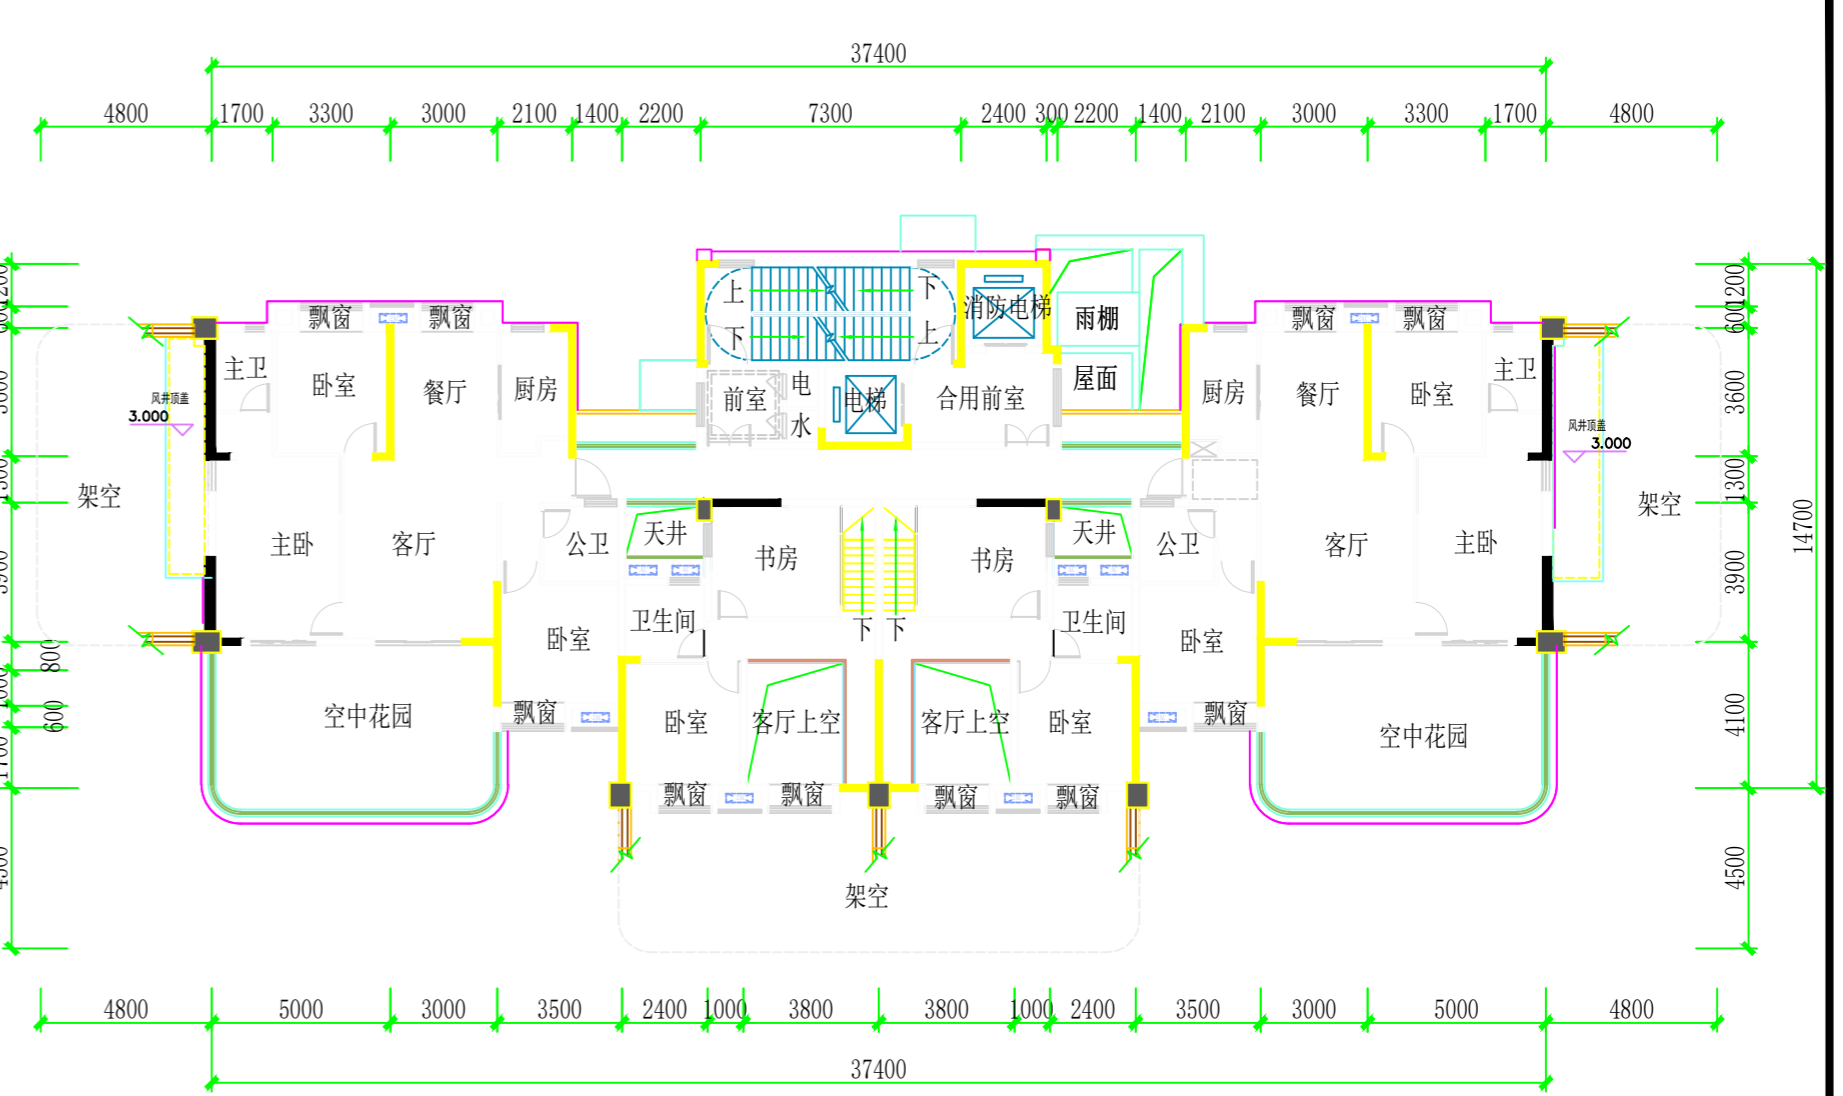 37400
4800 1700 3300 3000 2100 1400 2200 7300 2400 300 2200 1400 2100 3000 3300 1700 4800
上 下 消防电梯 雨棚
飘窗 飘窗 飘窗 飘窗
下 上
1200 600
主卫 卧室 餐厅 厨房 前室 电 电梯 合用前室 屋面 厨房 餐厅 卧室 主卫
水
风井顶盖 风井顶盖
3.000 3.000
3600
1300
架空 架空
14700
主卧 客厅 公卫 天井 书房 书房 天井 公卫 客厅 主卧
3900 3900
卧室 卫生间 下 下 卫生间 卧室
800
600
空中花园 飘窗 卧室 客厅上空 客厅上空 卧室 飘窗 空中花园
4100
1700
飘窗 飘窗 飘窗 飘窗
4500 4500
架空
4800 5000 3000 3500 2400 1000 3800 3800 1000 2400 3500 3000 5000 4800
37400